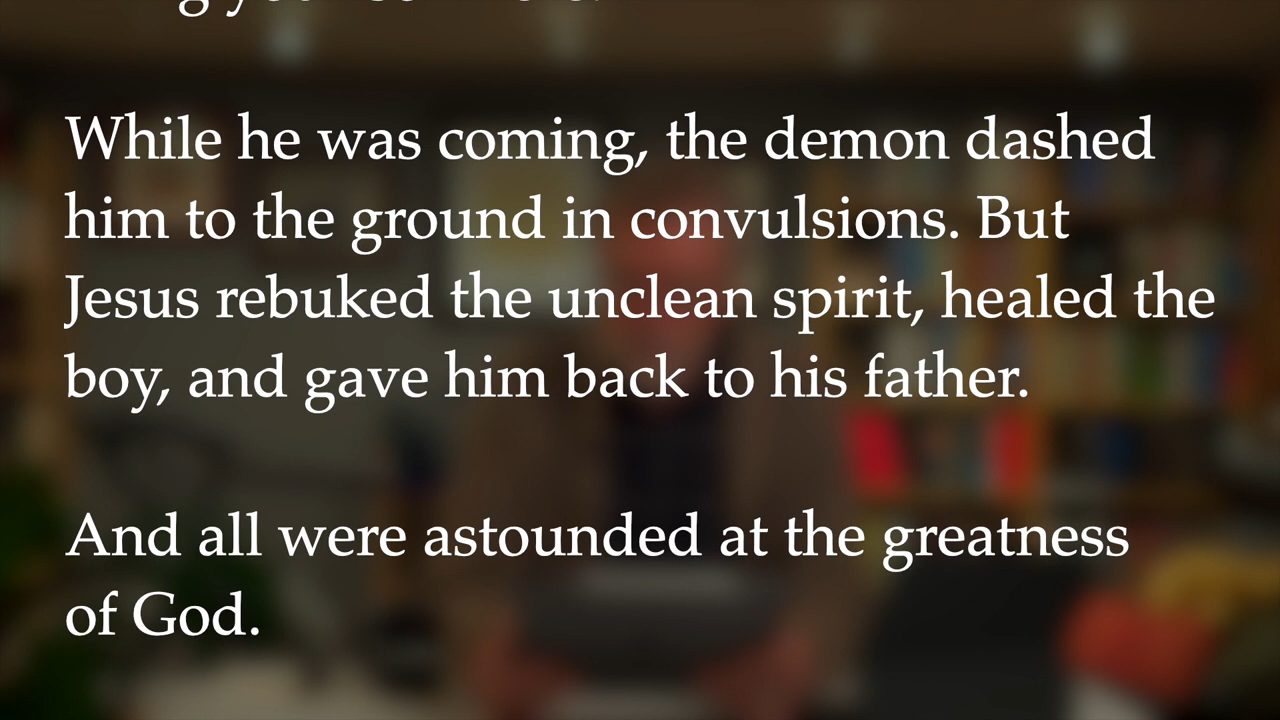 While he was coming, the demon dashed
him to the ground in convulsions. But
Jesus rebuked the unclean spirit, healed the
boy, and gave him back to his father.
And all were astounded at the greatness
of God.